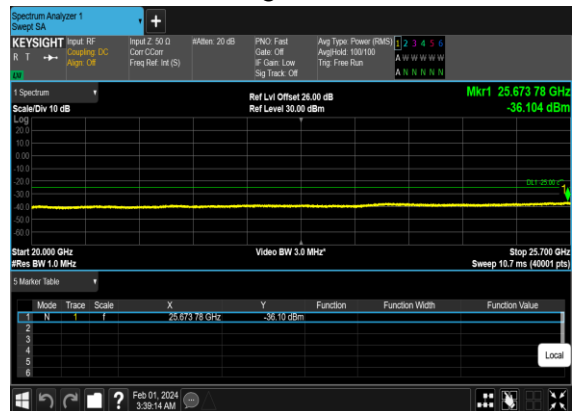 Spectrum Analyzer 1
Swept SA
+
KEYSIGHT Input: RF Input Z: 50 Ω #Atten: 20 dB PNO: Fast Avg Type: Power (RMS) 1 2 3 4 5 6
R T Coupling: DC Corr CCorr Gate: Off Avg|Hold: 100/100 A W W W W W
Align: Off Freq Ref: Int (S) IF Gain: Low Trig: Free Run
Sig Track: Off A N N N N N
1 Spectrum
Ref Lvl Offset 26.00 dB Mkr1 25.673 78 GHz
Scale/Div 10 dB Ref Level 30.00 dBm -36.104 dBm
Log
20.0
10.0
0.00
-10.0
-20.0
-30.0
-40.0
-50.0
-60.0
1
Start 20.000 GHz Video BW 3.0 MHz* Stop 25.700 GHz
#Res BW 1.0 MHz Sweep 10.7 ms (40001 pts)
5 Marker Table
Mode Trace Scale X Y Function Function Width Function Value
1 N 1 f 25.673 78 GHz -36.10 dBm
2
3
4
5
6
Local
? Feb 01, 2024
3:39:14 AM